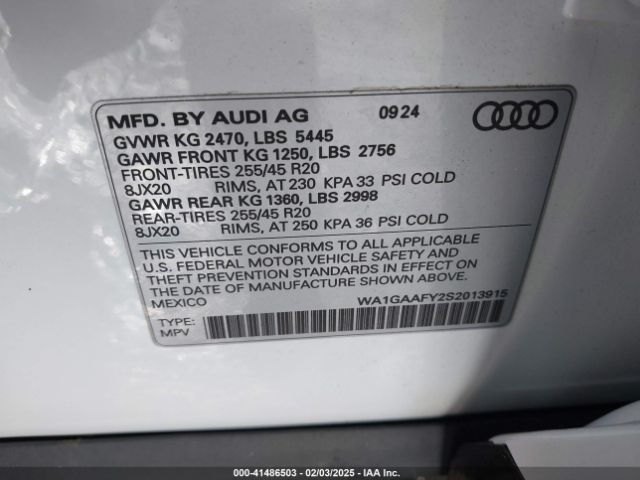 MFD. BY AUDI AG 0924
GVWR KG 2470, LBS 5445
GAWR FRONT KG 1250, LBS 2756
FRONT-TIRES 255/45 R20
8JX20 RIMS, AT 230 KPA 33 PSI COLD
GAWR REAR KG 1360, LBS 2998
REAR-TIRES 255/45 R20
8JX20 RIMS, AT 250 KPA 36 PSI COLD
THIS VEHICLE CONFORMS TO ALL APPLICABLE
U.S. FEDERAL MOTOR VEHICLE SAFETY AND
THEFT PREVENTION STANDARDS IN EFFECT ON
THE DATE OF MANUFACTURE SHOWN ABOVE.
MEXICO WA1GAAFY2S2013915
TYPE:
MPV
000-41486503 - 02/03/2025 - IAA Inc.